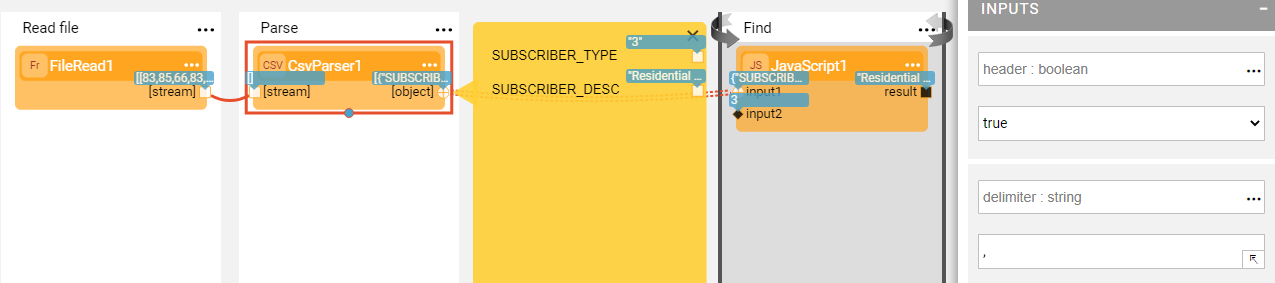 Read file
Parse
Find
INPUTS
Fr FileRead1
[[83,85,66,83,...
[stream]
CSV CsvParser1
[]
[{"SUBSCRIB...
[stream]
[object]
"3"
SUBSCRIBER_TYPE
"Residential ...
SUBSCRIBER_DESC
JS JavaScript1
{"SUBSCRIB...
"Residential ...
input1
result
3
input2
header : boolean
true
delimiter : string
,